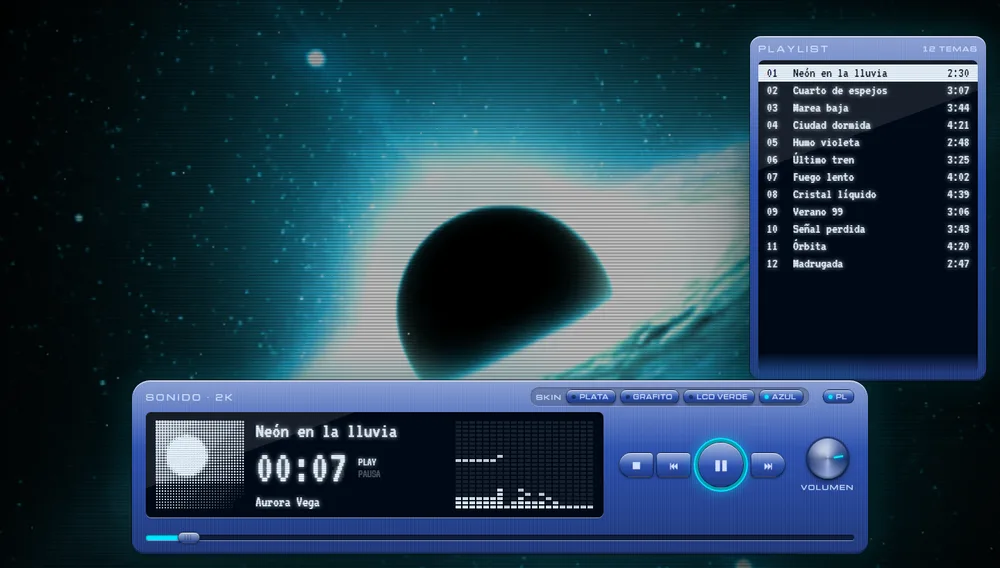 PLAYLIST 12 TEMAS
01 Neón en la lluvia 2:30
02 Cuarto de espejos 3:07
03 Marea baja 3:44
04 Ciudad dormida 4:21
05 Humo violeta 2:48
06 Último tren 3:25
07 Fuego lento 4:02
08 Cristal líquido 4:39
09 Verano 99 3:06
10 Señal perdida 3:43
11 Órbita 4:20
12 Madrugada 2:47
SONIDO · 2K SKIN PLATA GRAFITO LCD VERDE AZUL PL
Neón en la lluvia
00:07 PLAY
PAUSA
Aurora Vega
VOLUMEN